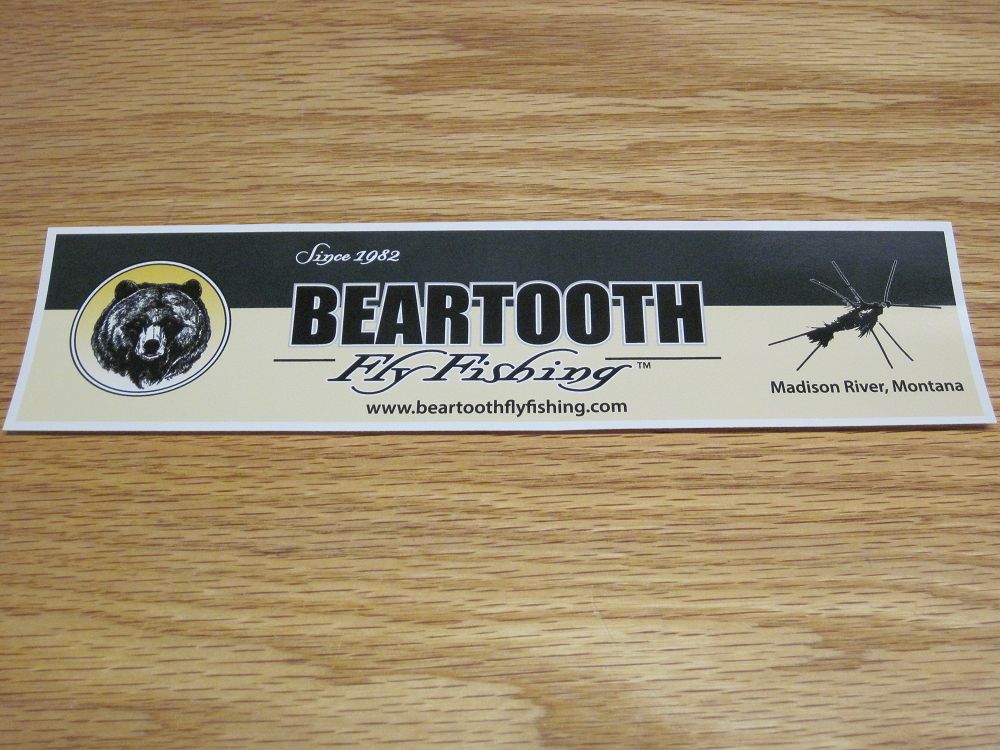 Since 1982
BEARTOOTH
Fly Fishing™
www.beartoothflyfishing.com
Madison River, Montana